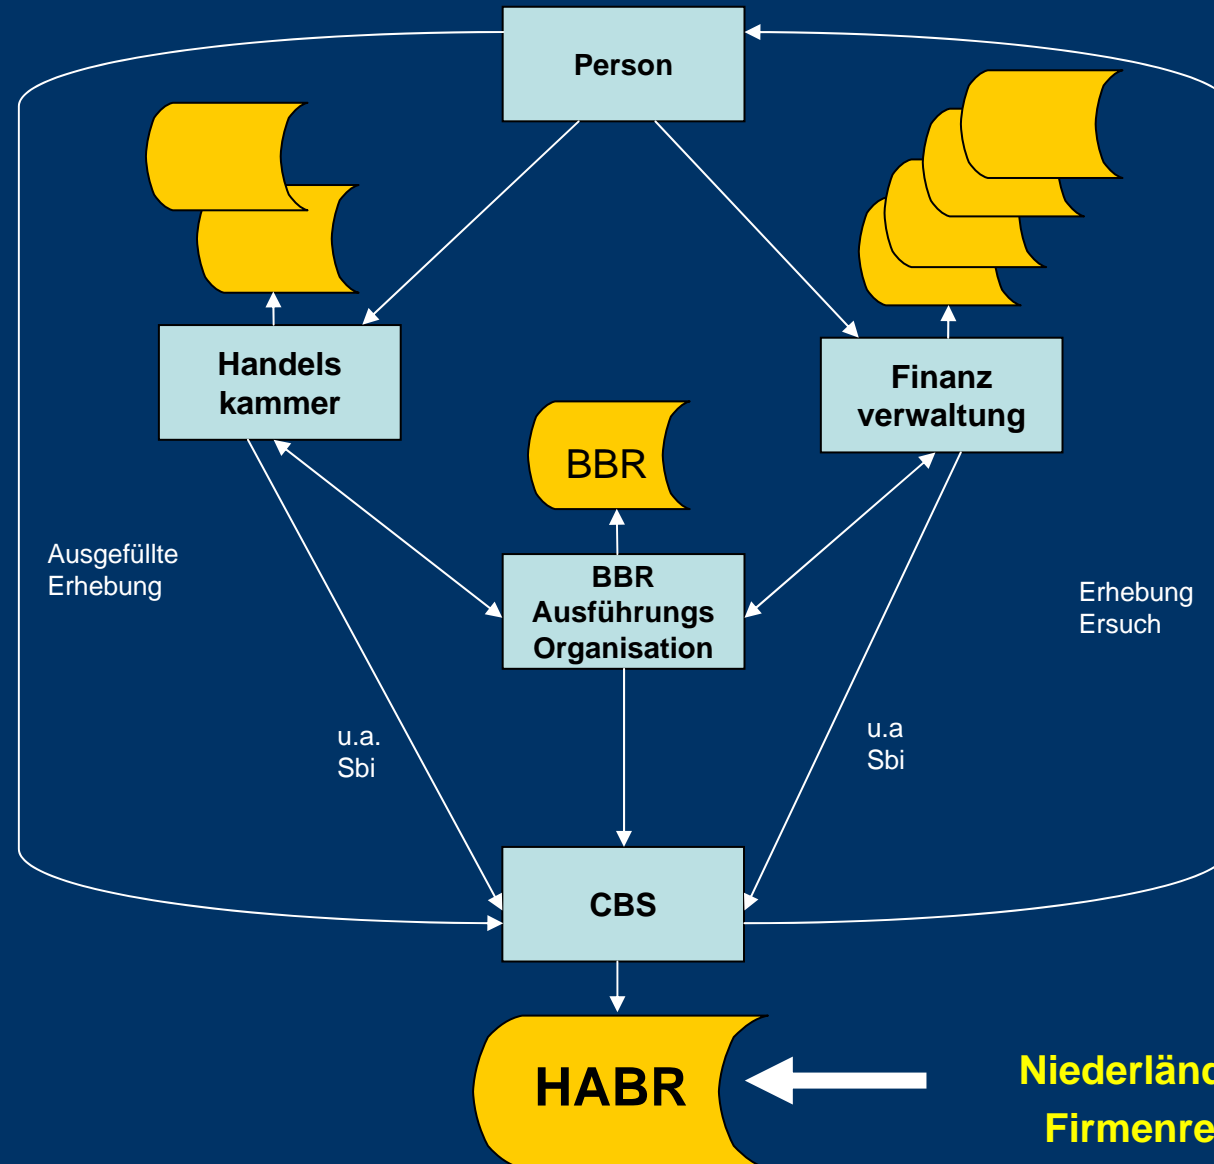 Person
Handels
kammer
Finanz
verwaltung
BBR
Ausgefüllte
Erhebung
BBR
Ausführungs
Organisation
Erhebung
Ersuch
u.a.
Sbi
u.a
Sbi
CBS
HABR